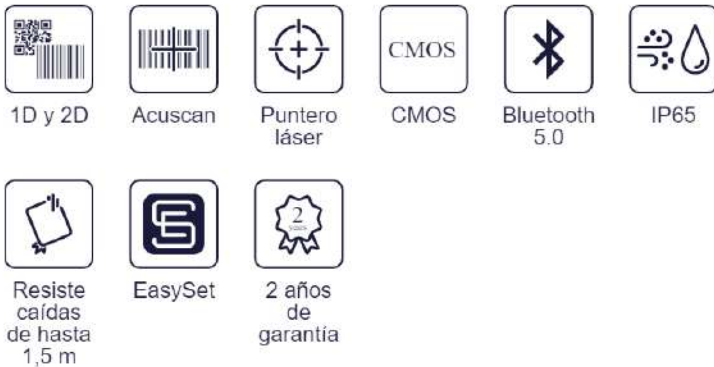 CMOS
1D y 2D
Acuscan
Puntero
láser
CMOS
Bluetooth
5.0
IP65
2
Resiste
caídas
de hasta
1,5 m
EasySet
2 años
de
garantía